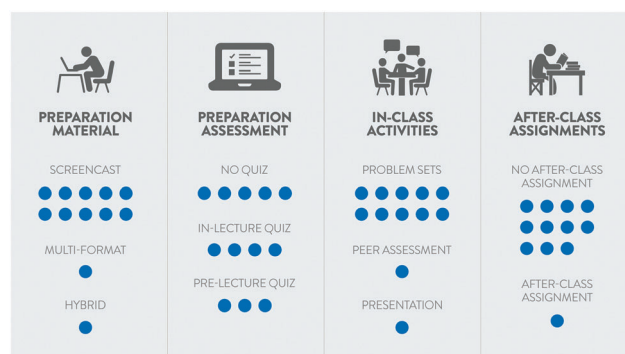 PREPARATION
MATERIAL
SCREENCAST
MULTI-FORMAT
HYBRID
PREPARATION
ASSESSMENT
NO QUIZ
IN-LECTURE QUIZ
PRE-LECTURE QUIZ
IN-CLASS
ACTIVITIES
PROBLEM SETS
PEER ASSESSMENT
PRESENTATION
AFTER-CLASS
ASSIGNMENTS
NO AFTER-CLASS
ASSIGNMENT
AFTER-CLASS
ASSIGNMENT